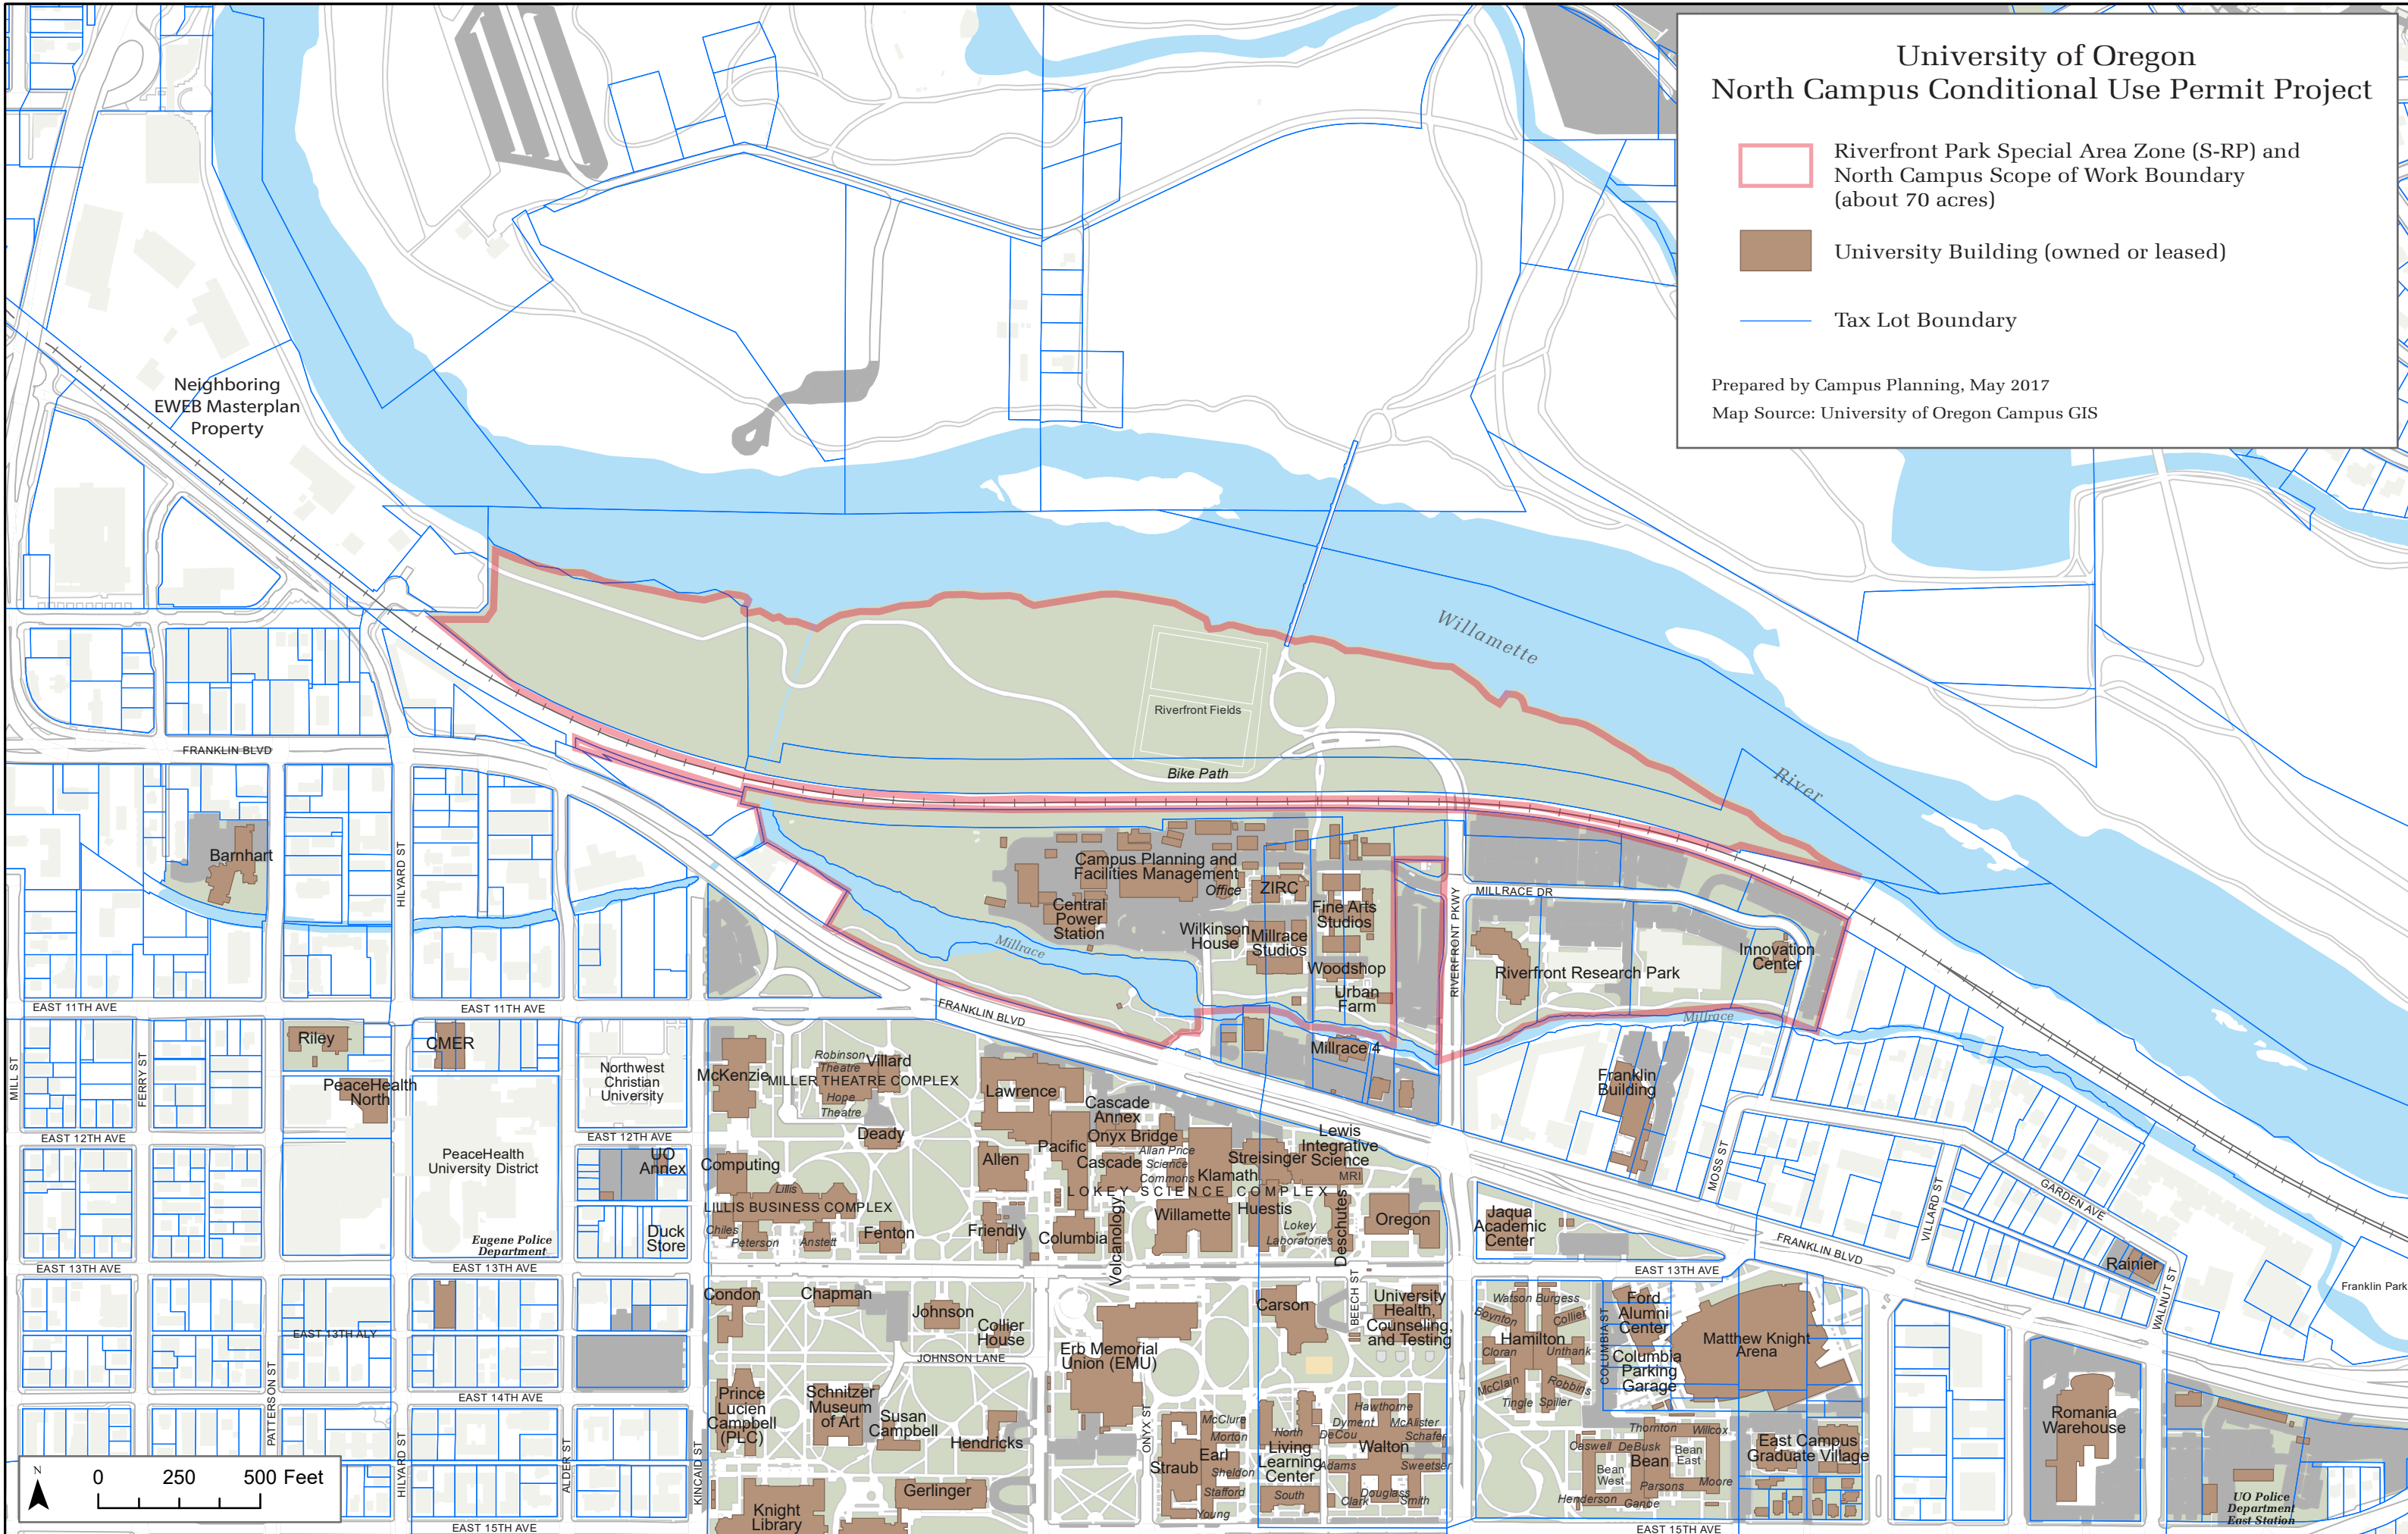 University of Oregon
North Campus Conditional Use Permit Project
Riverfront Park Special Area Zone (S-RP) and
North Campus Scope of Work Boundary
(about 70 acres)
University Building (owned or leased)
Tax Lot Boundary
Prepared by Campus Planning, May 2017
Map Source: University of Oregon Campus GIS
Neighboring
EWEB Masterplan
Property
Willamette
River
Riverfront Fields
Bike Path
FRANKLIN BLVD
Barnhart
HILYARD ST
Campus Planning and
Facilities Management
Office
ZIRC
Central
Power
Station
Fine Arts
Studios
Wilkinson
House
Millrace
Studios
Woodshop
Urban
Farm
Millrace
RIVERFRONT PKWY
MILLRACE DR
Innovation
Center
Riverfront Research Park
Millrace
EAST 11TH AVE
EAST 11TH AVE
FRANKLIN BLVD
Riley
CMER
MILL ST
FERRY ST
PeaceHealth
North
Northwest
Christian
University
McKenzie
Robinson
Theatre
Villard
MILLER THEATRE COMPLEX
Hope
Theatre
Deady
Lawrence
Cascade
Annex
Millrace 4
Franklin
Building
EAST 12TH AVE
EAST 12TH AVE
PeaceHealth
University District
UO
Annex
Computing
Allen
Pacific
Onyx Bridge
Cascade
Allan Price
Science
Commons
Klamath
Streisinger
Lewis
Integrative
Science
MRI
LOKEY SCIENCE COMPLEX
Lillis
LILLIS BUSINESS COMPLEX
Chiles
Peterson
Anstett
Fenton
Friendly
Columbia
Volcanology
Willamette
Huestis
Lokey
Laboratories
Deschutes
Oregon
Jaqua
Academic
Center
MOSS ST
VILLARD ST
GARDEN AVE
FRANKLIN BLVD
Rainier
WALNUT ST
Franklin Park
Duck
Store
Eugene Police
Department
EAST 13TH AVE
EAST 13TH AVE
EAST 13TH AVE
Condon
Chapman
Johnson
Collier
House
JOHNSON LANE
Erb Memorial
Union (EMU)
Carson
BEECH ST
University
Health,
Counseling,
and Testing
Watson
Burgess
Boynton
Collier
Hamilton
Cloran
Unthank
McClain
Robbins
Tingle
Spiller
COLUMBIA ST
Ford
Alumni
Center
Columbia
Parking
Garage
Matthew Knight
Arena
EAST 13TH ALY
EAST 14TH AVE
PATTERSON ST
HILYARD ST
ALDER ST
KINCAID ST
ONYX ST
Prince
Lucien
Campbell
(PLC)
Schnitzer
Museum
of Art
Susan
Campbell
Hendricks
Gerlinger
Knight
Library
Straub
Earl
McClure
Morton
Sheldon
Stafford
Young
North
Living
Learning
Center
South
Hawthorne
Dyment
McAlister
DeCou
Schafer
Walton
Adams
Sweetser
Douglass
Clark
Smith
Thornton
Willcox
Caswell
DeBusk
Bean
Bean
East
Bean
West
Parsons
Moore
Henderson
Ganoe
East Campus
Graduate Village
Romania
Warehouse
UO Police
Department
East Station
N
0 250 500 Feet
EAST 15TH AVE
EAST 15TH AVE